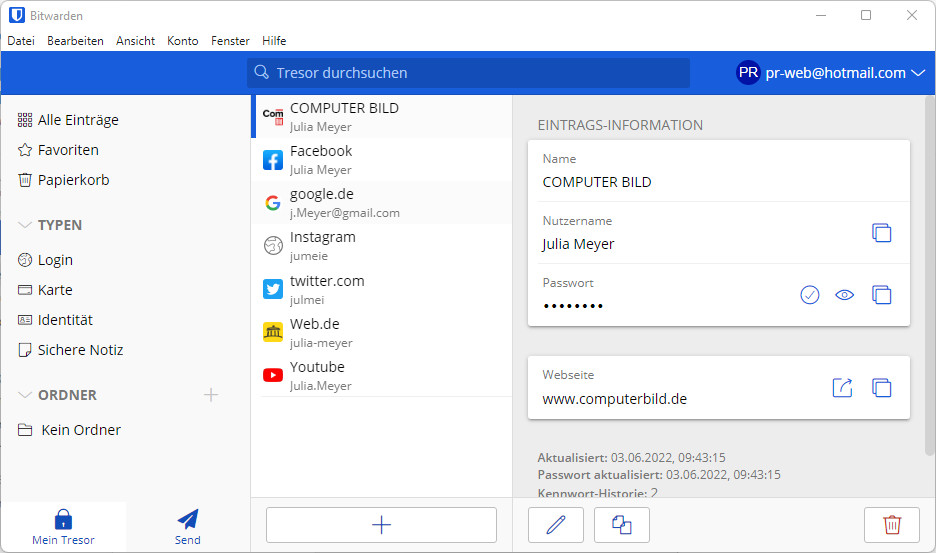 Bitwarden
Datei Bearbeiten Ansicht Konto Fenster Hilfe
Tresor durchsuchen
PR pr-web@hotmail.com
Alle Einträge
Favoriten
Papierkorb
TYPEN
Login
Karte
Identität
Sichere Notiz
ORDNER
Kein Ordner
Mein Tresor
Send
Com
COMPUTER BILD
Julia Meyer
Facebook
Julia Meyer
google.de
j.Meyer@gmail.com
Instagram
jumeie
twitter.com
julmei
Web.de
julia-meyer
Youtube
Julia.Meyer
EINTRAGS-INFORMATION
Name
COMPUTER BILD
Nutzername
Julia Meyer
Passwort
••••••••
Webseite
www.computerbild.de
Aktualisiert: 03.06.2022, 09:43:15
Passwort aktualisiert: 03.06.2022, 09:43:15
Kennwort-Historie: 2